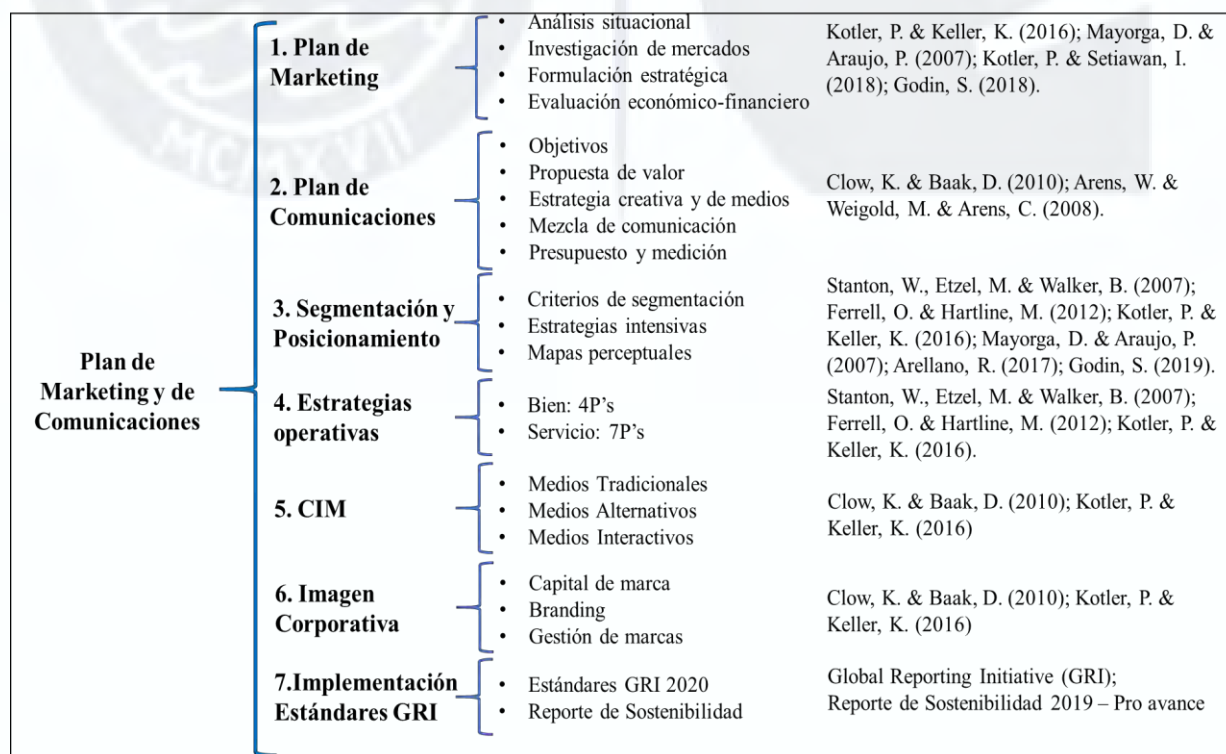 Plan de
Marketing y de
Comunicaciones
1. Plan de
Marketing
• Análisis situacional
• Investigación de mercados
• Formulación estratégica
• Evaluación económico-financiero
Kotler, P. & Keller, K. (2016); Mayorga, D. &
Araujo, P. (2007); Kotler, P. & Setiawan, I.
(2018); Godin, S. (2018).
2. Plan de
Comunicaciones
• Objetivos
• Propuesta de valor
• Estrategia creativa y de medios
• Mezcla de comunicación
• Presupuesto y medición
Clow, K. & Baak, D. (2010); Arens, W. &
Weigold, M. & Arens, C. (2008).
3. Segmentación y
Posicionamiento
• Criterios de segmentación
• Estrategias intensivas
• Mapas perceptuales
Stanton, W., Etzel, M. & Walker, B. (2007);
Ferrell, O. & Hartline, M. (2012); Kotler, P. &
Keller, K. (2016); Mayorga, D. & Araujo, P.
(2007); Arellano, R. (2017); Godin, S. (2019).
4. Estrategias
operativas
• Bien: 4P’s
• Servicio: 7P’s
Stanton, W., Etzel, M. & Walker, B. (2007);
Ferrell, O. & Hartline, M. (2012); Kotler, P. &
Keller, K. (2016).
5. CIM
• Medios Tradicionales
• Medios Alternativos
• Medios Interactivos
Clow, K. & Baak, D. (2010); Kotler, P. &
Keller, K. (2016)
6. Imagen
Corporativa
• Capital de marca
• Branding
• Gestión de marcas
Clow, K. & Baak, D. (2010); Kotler, P. &
Keller, K. (2016)
7.Implementación
Estándares GRI
• Estándares GRI 2020
• Reporte de Sostenibilidad
Global Reporting Initiative (GRI);
Reporte de Sostenibilidad 2019 – Pro avance
MCMXVII